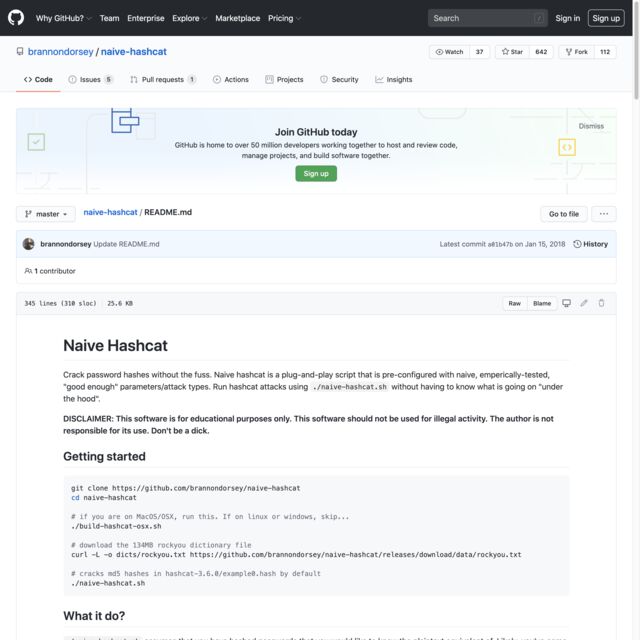 Why GitHub? Team Enterprise Explore Marketplace Pricing Search / Sign in Sign up
brannondorsey / naive-hashcat Watch 37 Star 642 Fork 112
Code Issues 5 Pull requests 1 Actions Projects Security Insights
Join GitHub today
Dismiss
GitHub is home to over 50 million developers working together to host and review code,
manage projects, and build software together.
Sign up
master naive-hashcat / README.md Go to file ...
brannondorsey Update README.md Latest commit a01b47b on Jan 15, 2018 History
1 contributor
345 lines (310 sloc) 25.6 KB Raw Blame
Naive Hashcat
Crack password hashes without the fuss. Naive hashcat is a plug-and-play script that is pre-configured with naive, emperically-tested,
"good enough" parameters/attack types. Run hashcat attacks using ./naive-hashcat.sh without having to know what is going on "under
the hood".
DISCLAIMER: This software is for educational purposes only. This software should not be used for illegal activity. The author is not
responsible for its use. Don't be a dick.
Getting started
git clone https://github.com/brannondorsey/naive-hashcat
cd naive-hashcat
# if you are on MacOS/OSX, run this. If on linux or windows, skip...
./build-hashcat-osx.sh
# download the 134MB rockyou dictionary file
curl -L -o dicts/rockyou.txt https://github.com/brannondorsey/naive-hashcat/releases/download/data/rockyou.txt
# cracks md5 hashes in hashcat-3.6.0/example0.hash by default
./naive-hashcat.sh
What it do?